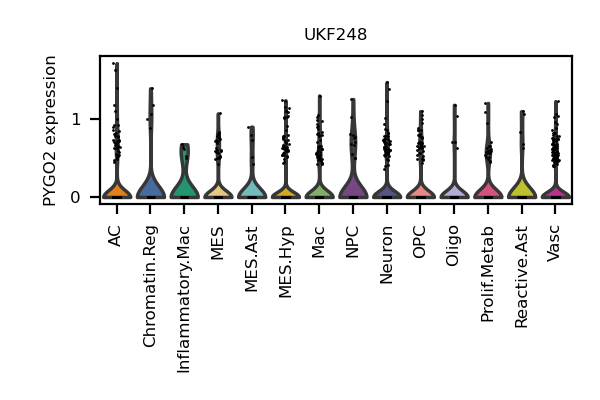 UKF248
PYGO2 expression
1
0
AC
Chromatin.Reg
Inflammatory.Mac
MES
MES.Ast
MES.Hyp
Mac
NPC
Neuron
OPC
Oligo
Prolif.Metab
Reactive.Ast
Vasc